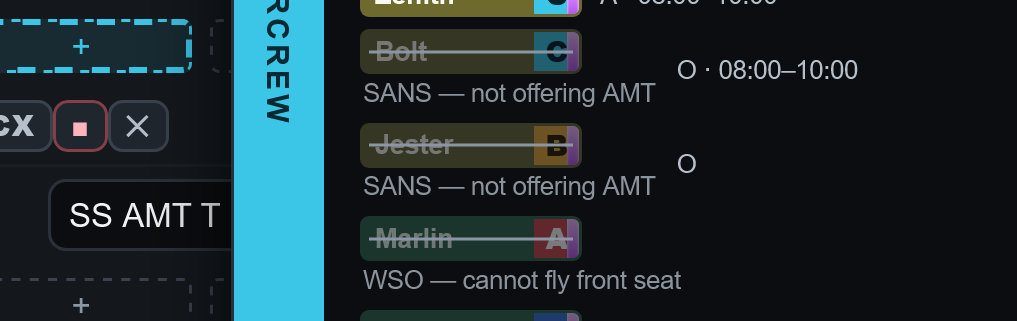 Bolt C
SANS — not offering AMT
O · 08:00–10:00
Jester B
SANS — not offering AMT
O
Marlin A
WSO — cannot fly front seat
RCREW
+
CX
SS AMT T
+